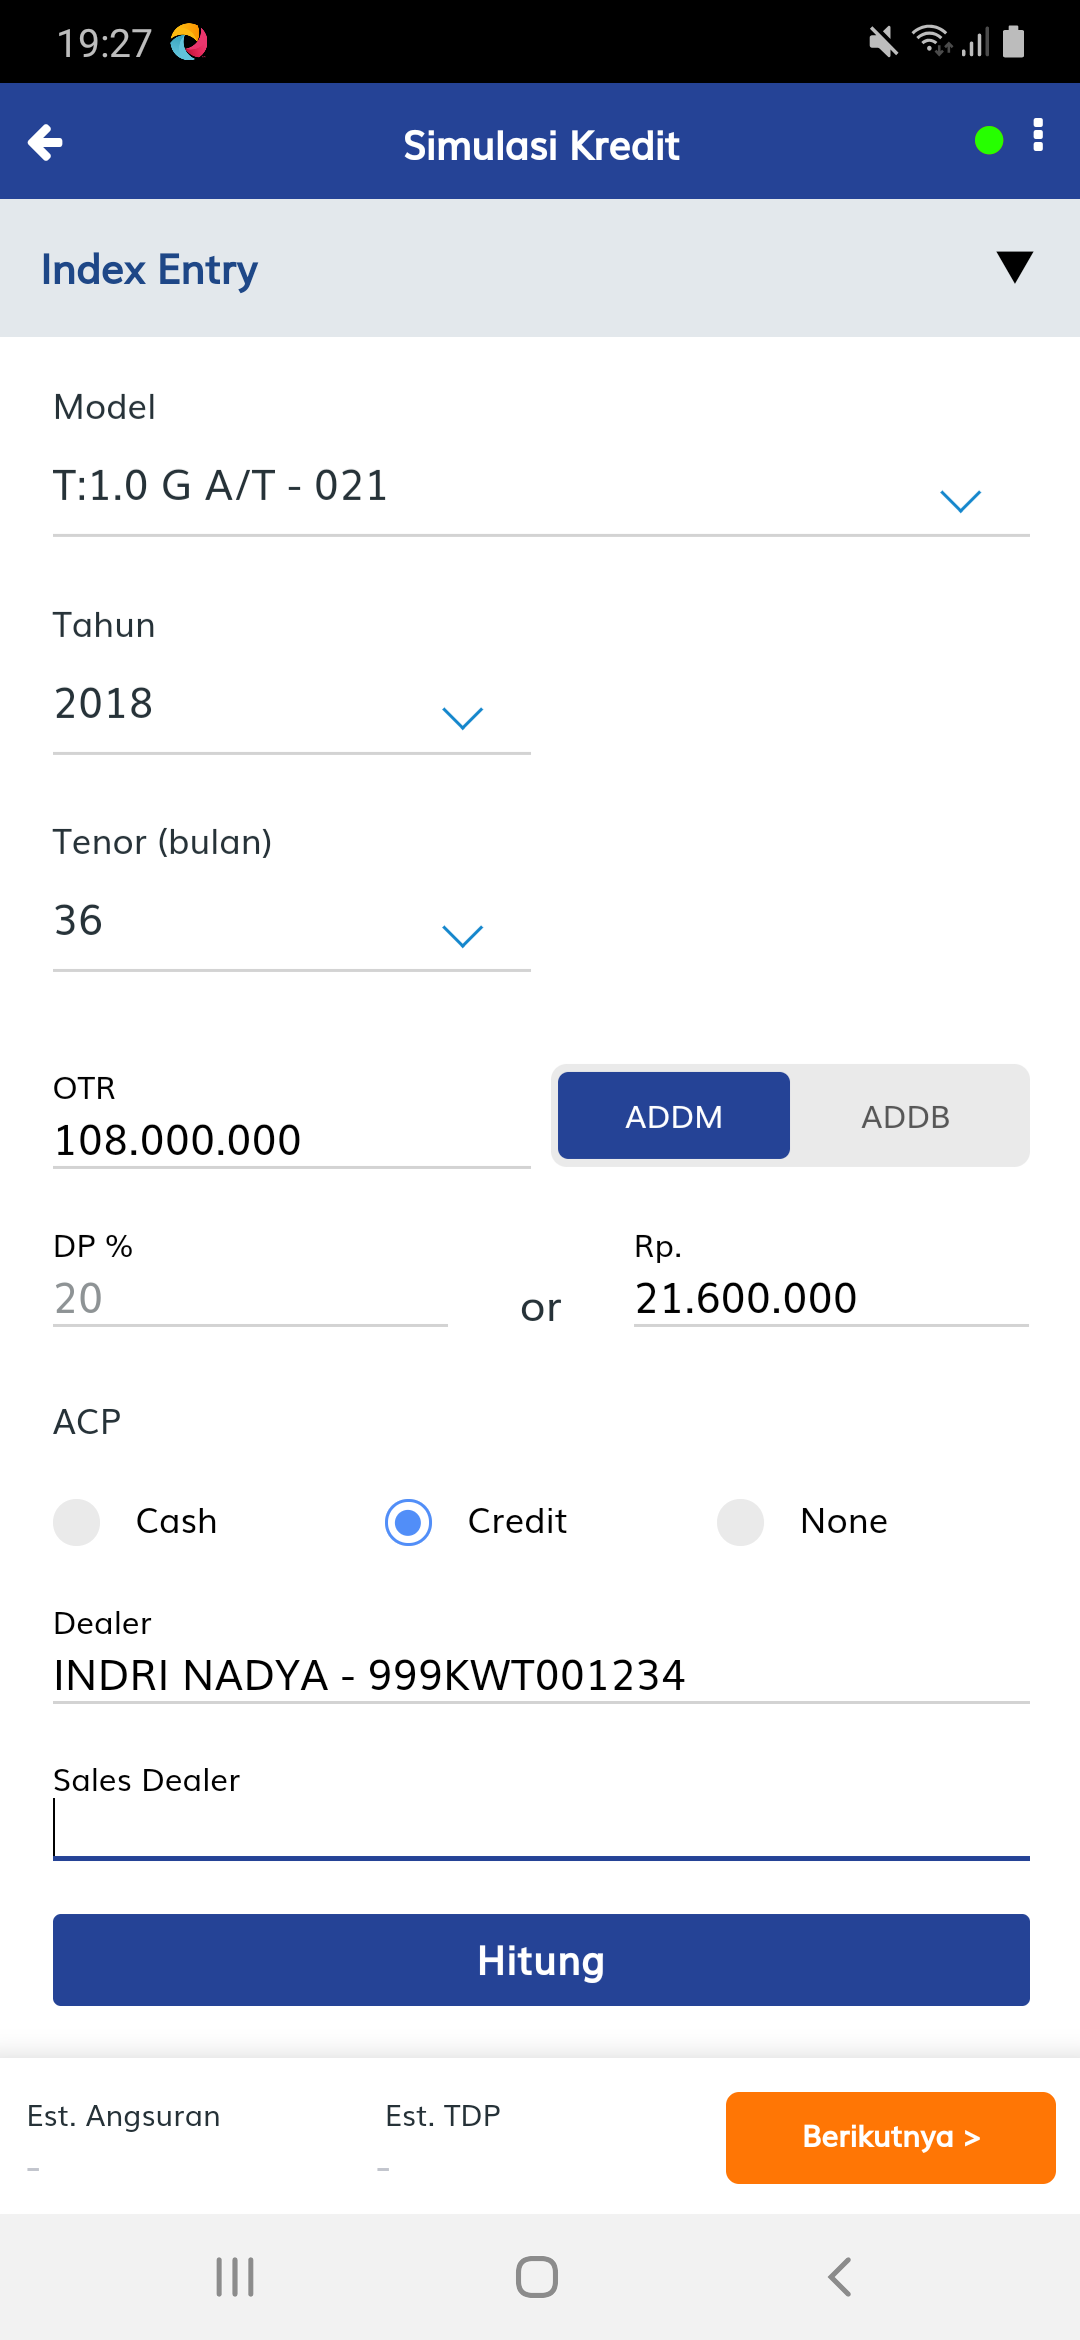 19:27
Simulasi Kredit
Index Entry
Model
T:1.0 G A/T - 021
Tahun
2018
Tenor (bulan)
36
OTR
108.000.000
ADDM
ADDB
DP %
20
or
Rp.
21.600.000
ACP
Cash
Credit
None
Dealer
INDRI NADYA - 999KWT001234
Sales Dealer
Hitung
Est. Angsuran
-
Est. TDP
-
Berikutnya >